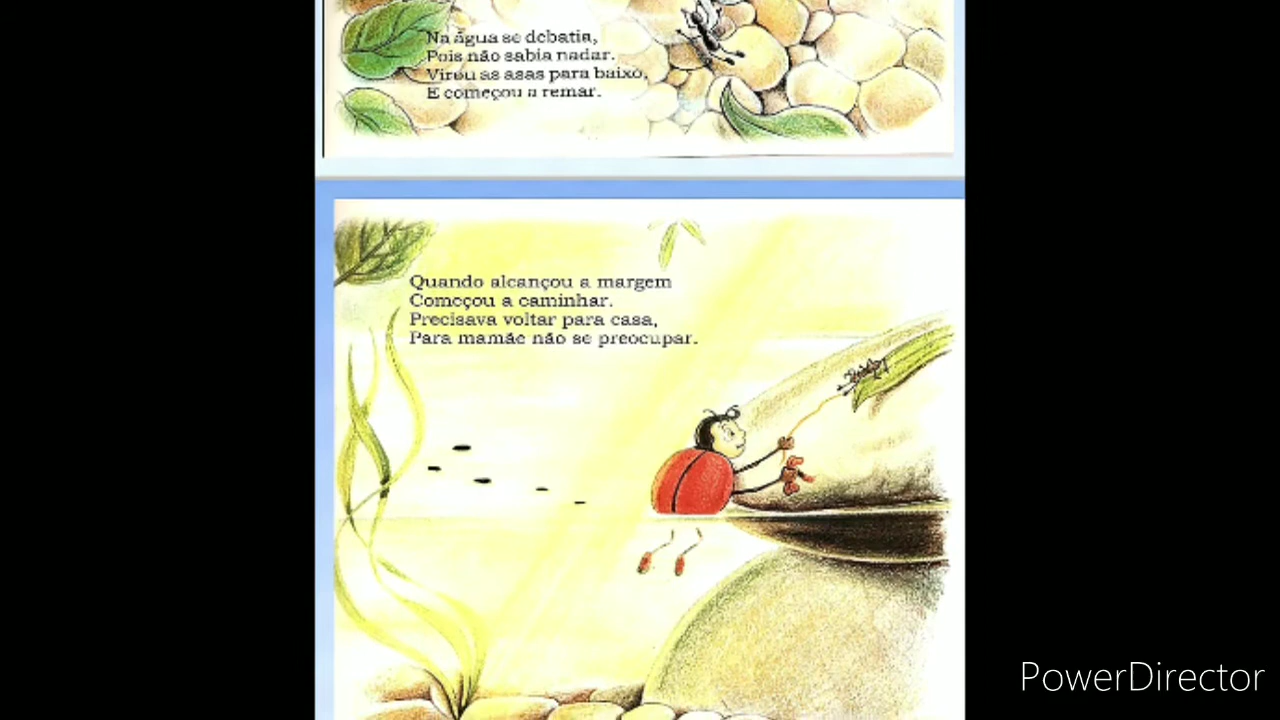 Na água se debatia,
Pois não sabia nadar.
Virou as asas para baixo,
E começou a remar.
Quando alcançou a margem
Começou a caminhar.
Precisava voltar para casa,
Para mamãe não se preocupar.
PowerDirector